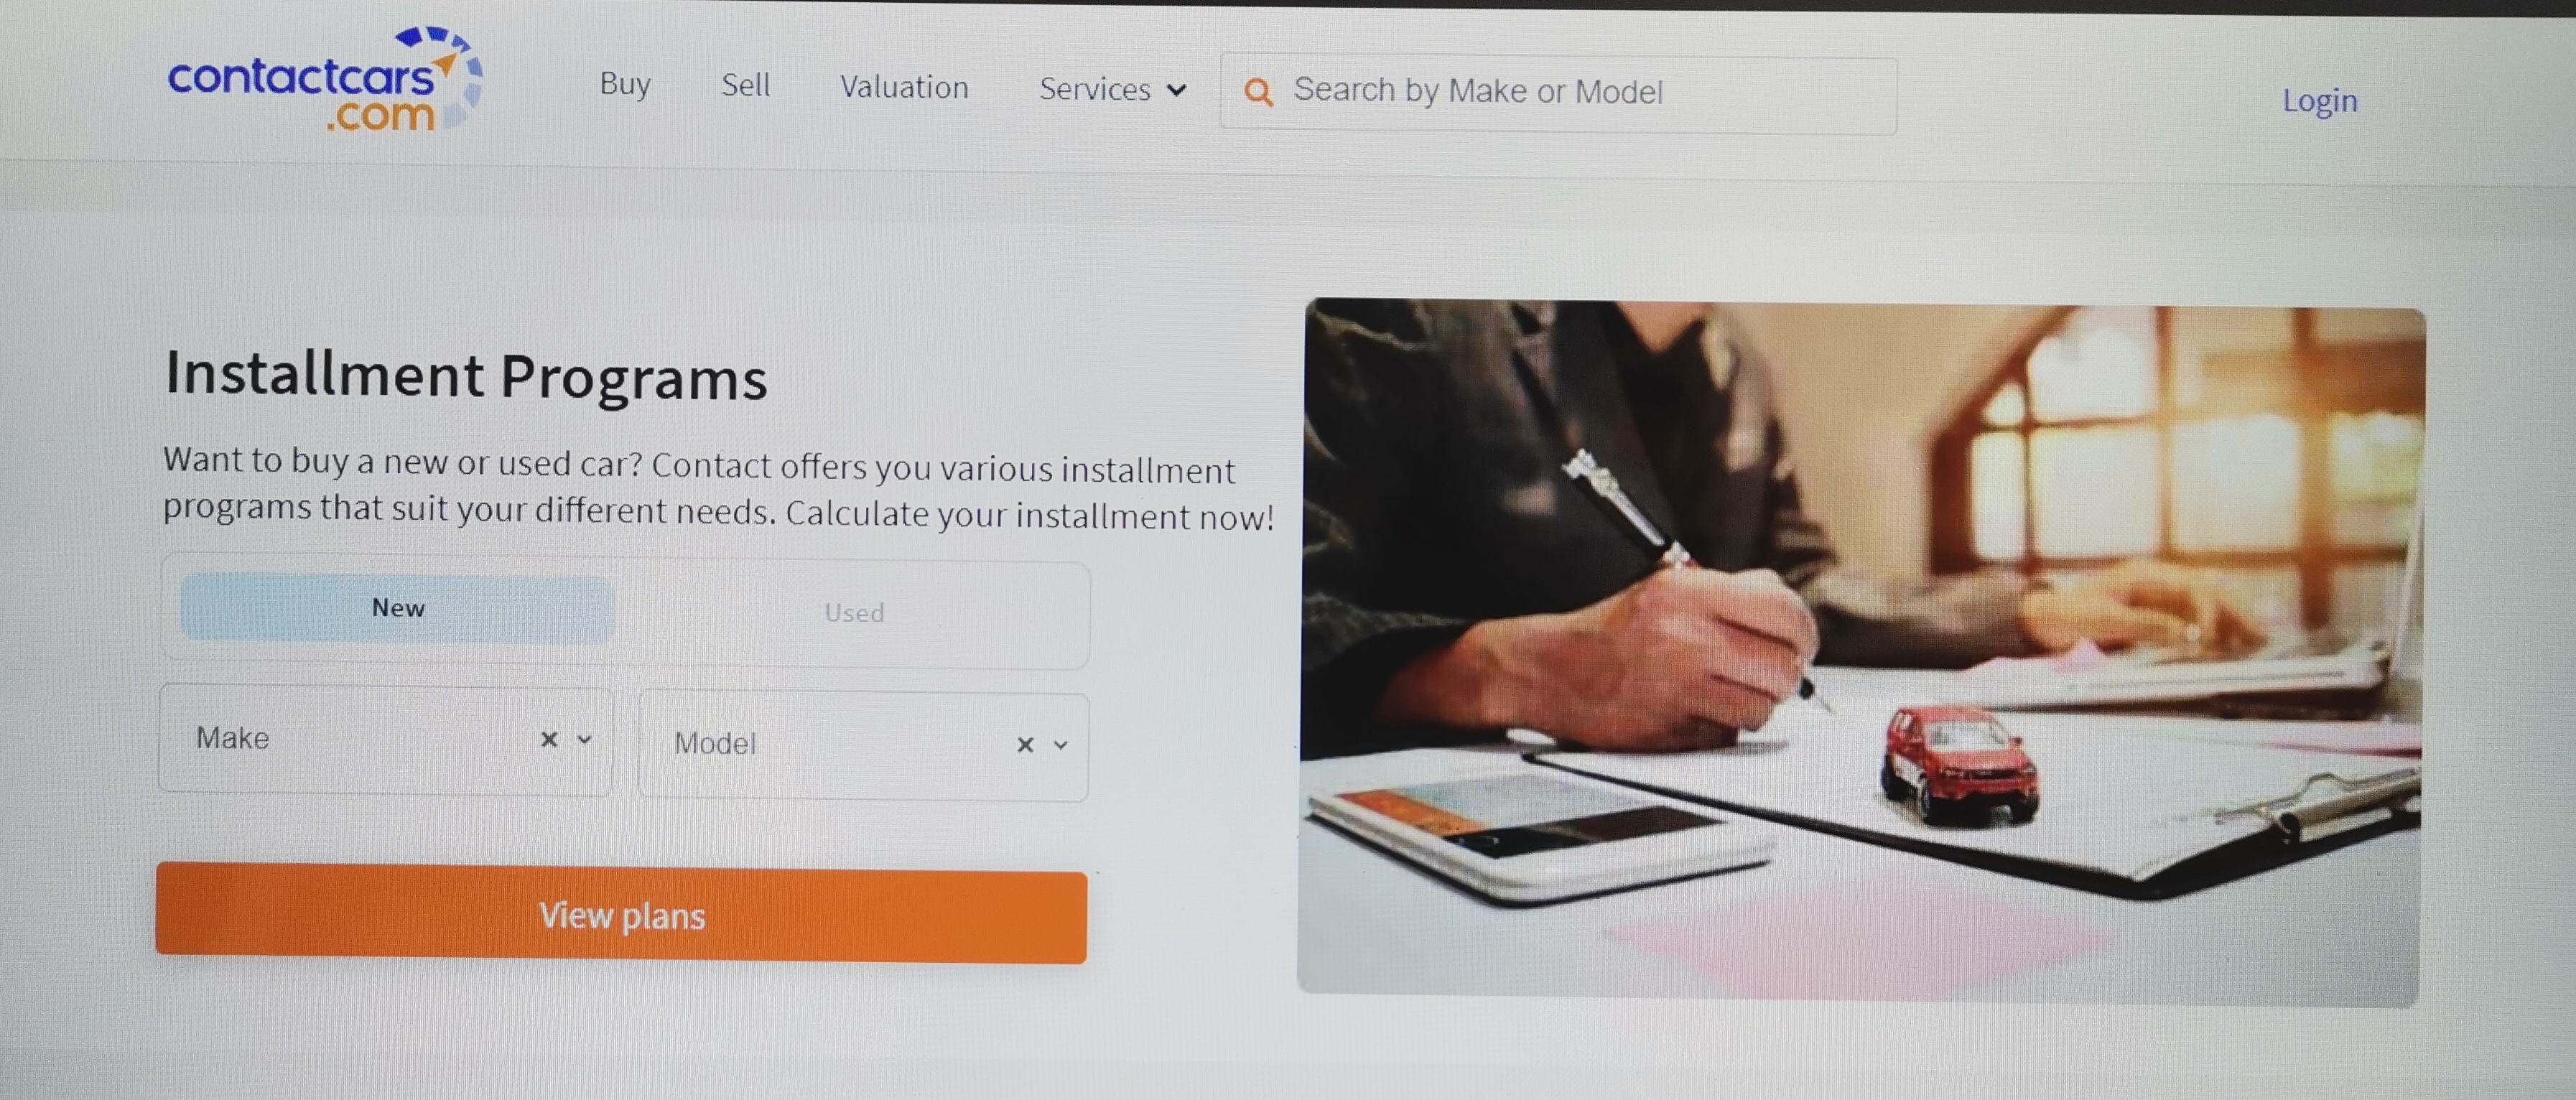 contactcars
.com
Buy
Sell
Valuation
Services
Search by Make or Model
Login
Installment Programs
Want to buy a new or used car? Contact offers you various installment
programs that suit your different needs. Calculate your installment now!
New
Used
Make
Model
View plans